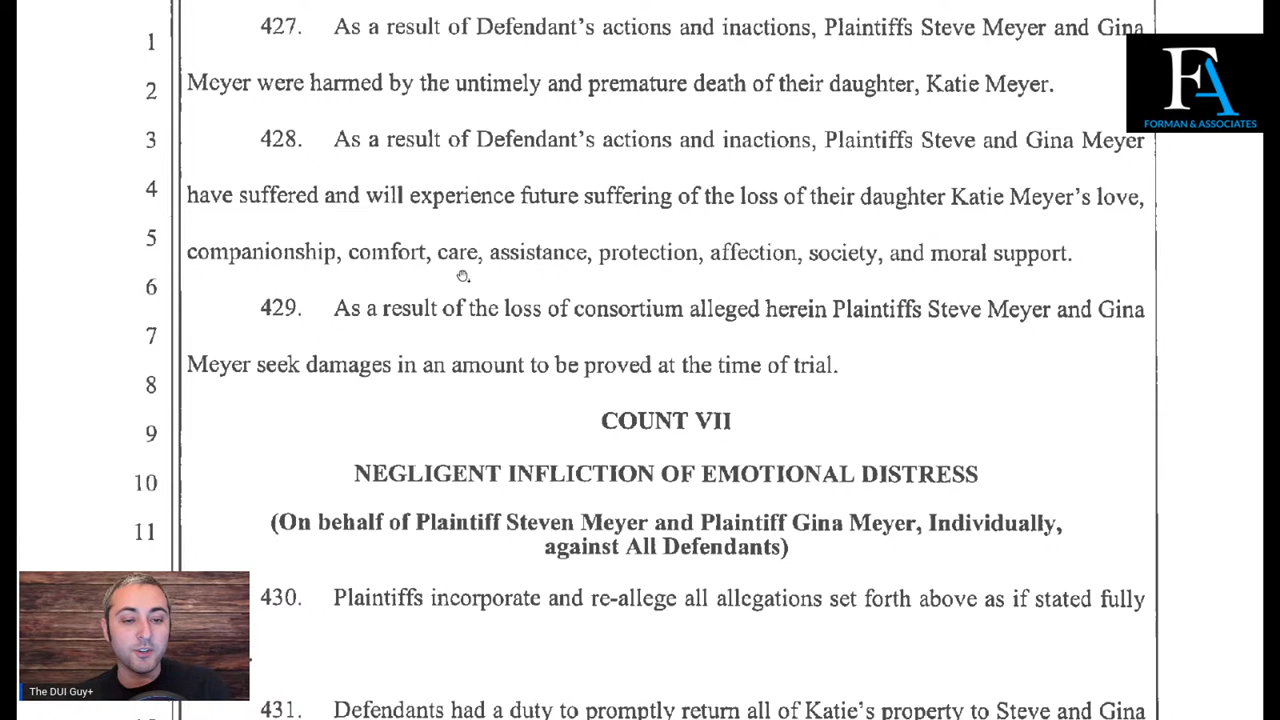 427. As a result of Defendant's actions and inactions, Plaintiffs Steve Meyer and Gina
1
FA
FORMAN & ASSOCIATES
2 Meyer were harmed by the untimely and premature death of their daughter, Katie Meyer.
3 428. As a result of Defendant's actions and inactions, Plaintiffs Steve and Gina Meyer
4 have suffered and will experience future suffering of the loss of their daughter Katie Meyer's love,
5 companionship, comfort, care, assistance, protection, affection, society, and moral support.
6 429. As a result of the loss of consortium alleged herein Plaintiffs Steve Meyer and Gina
7
Meyer seek damages in an amount to be proved at the time of trial.
8
COUNT VII
9
NEGLIGENT INFLICTION OF EMOTIONAL DISTRESS
10
(On behalf of Plaintiff Steven Meyer and Plaintiff Gina Meyer, Individually,
11
against All Defendants)
430. Plaintiffs incorporate and re-allege all allegations set forth above as if stated fully
The DUI Guy+
431. Defendants had a duty to promptly return all of Katie's property to Steve and Gina